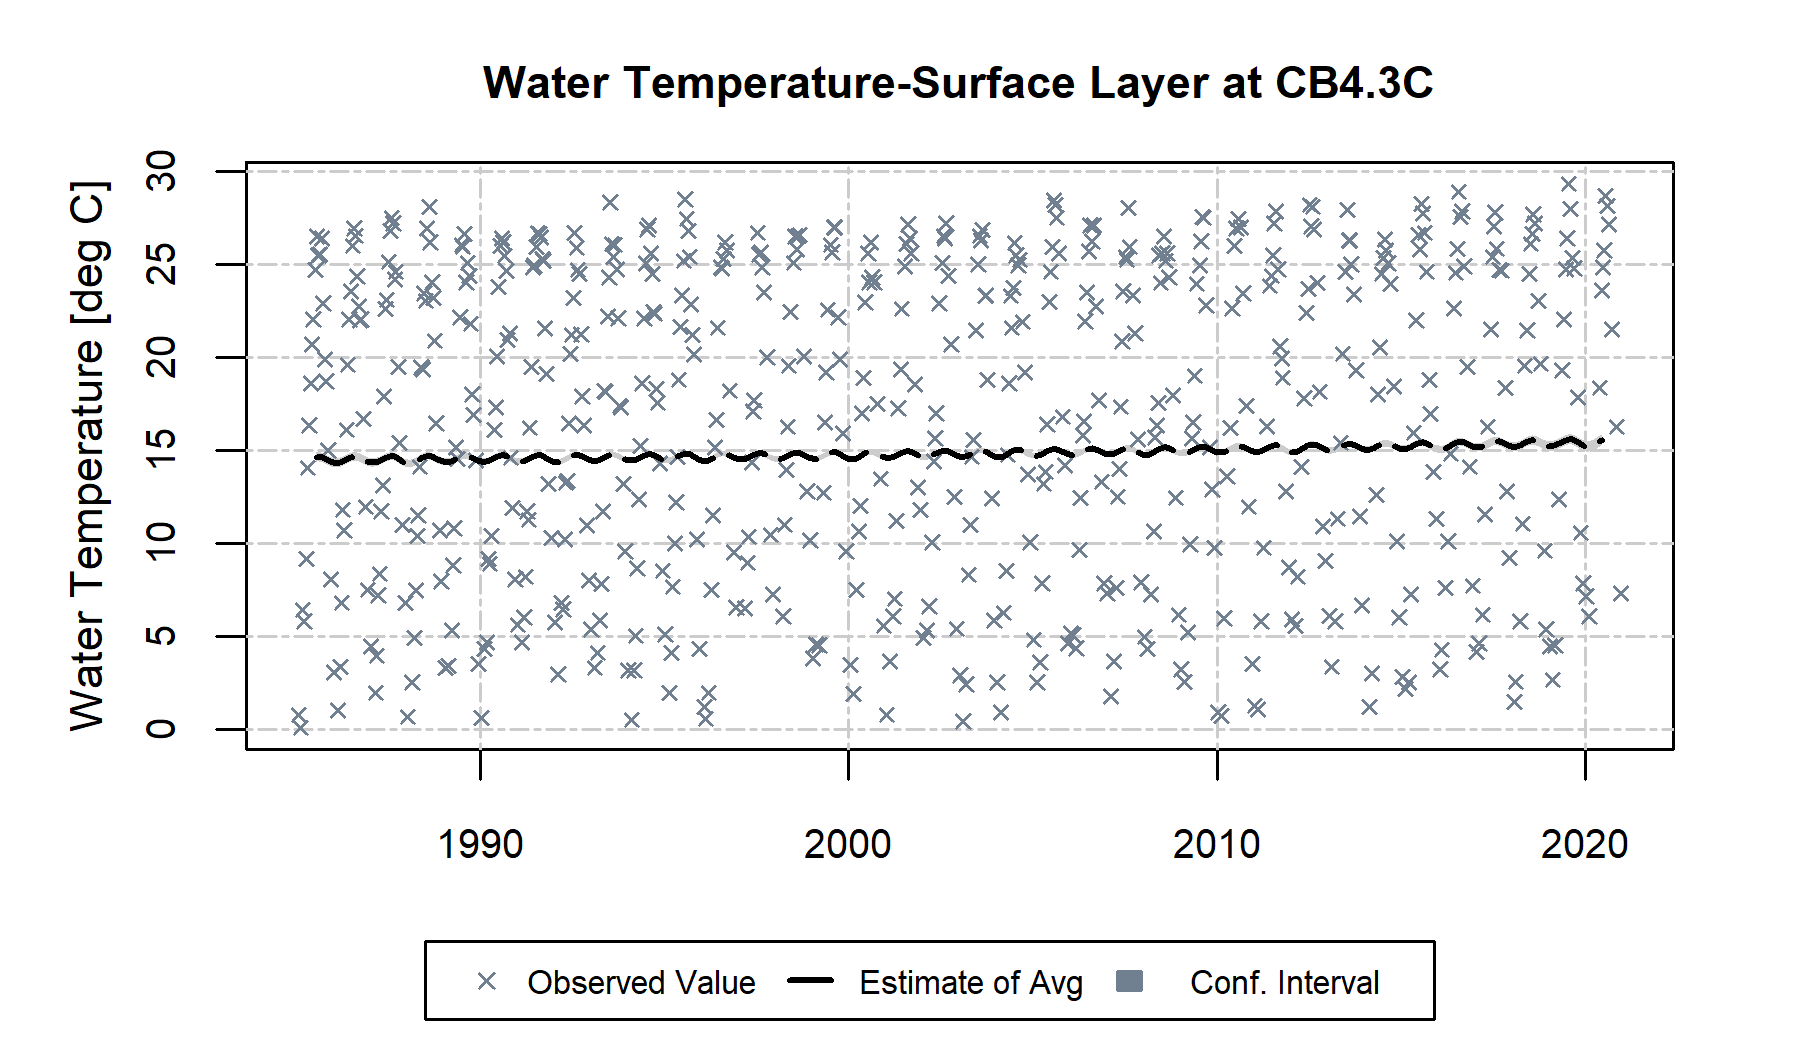 Water Temperature-Surface Layer at CB4.3C
Water Temperature [deg C]
30
25
20
15
10
5
0
1990 2000 2010 2020
Observed Value Estimate of Avg Conf. Interval